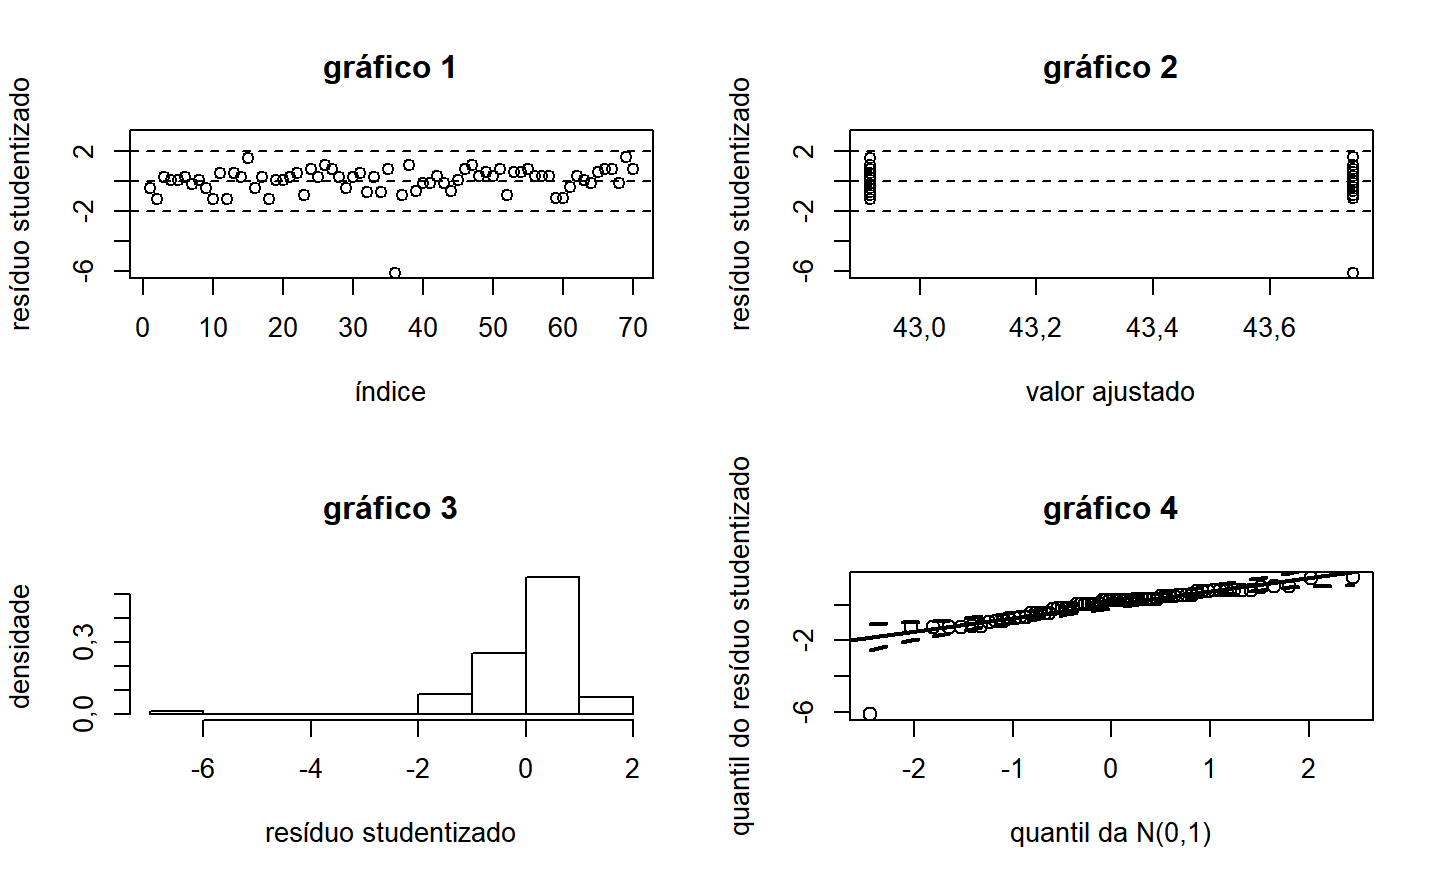 gráfico 1
resíduo studentizado
2
-2
-6
0 10 20 30 40 50 60 70
índice
gráfico 2
resíduo studentizado
2
-2
-6
43,0 43,2 43,4 43,6
valor ajustado
gráfico 3
densidade
0,3
0,0
-6 -4 -2 0 2
resíduo studentizado
gráfico 4
quantil do resíduo studentizado
-2
-6
-2 -1 0 1 2
quantil da N(0,1)